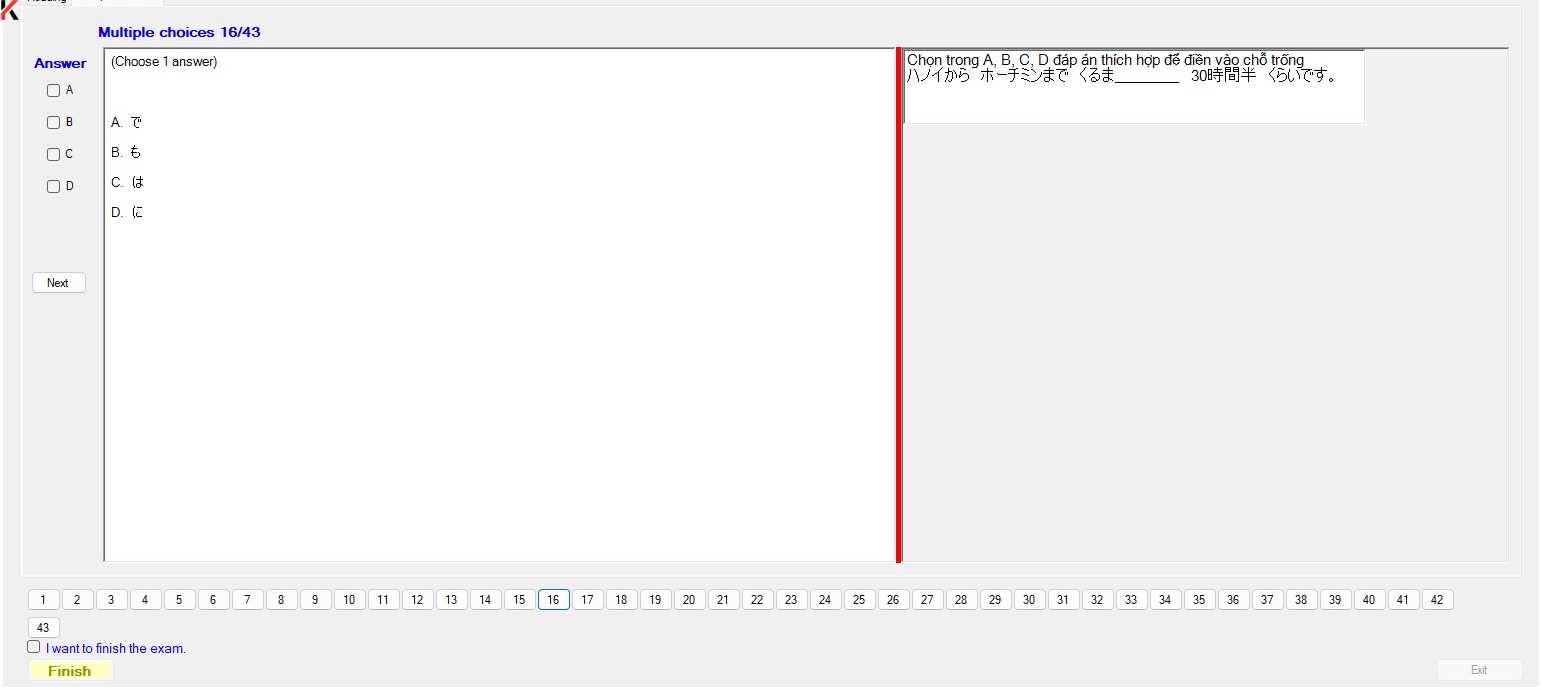 Multiple choices 16/43
Answer
A
B
C
D
Next
(Choose 1 answer)
A. で
B. も
C. は
D. に
Chọn trong A, B, C, D đáp án thích hợp để điền vào chỗ trống
ハノイから　ホーチミンまで　くるま________　30時間半　くらいです。
1 2 3 4 5 6 7 8 9 10 11 12 13 14 15 16 17 18 19 20 21 22 23 24 25 26 27 28 29 30 31 32 33 34 35 36 37 38 39 40 41 42
43
I want to finish the exam.
Finish
Exit